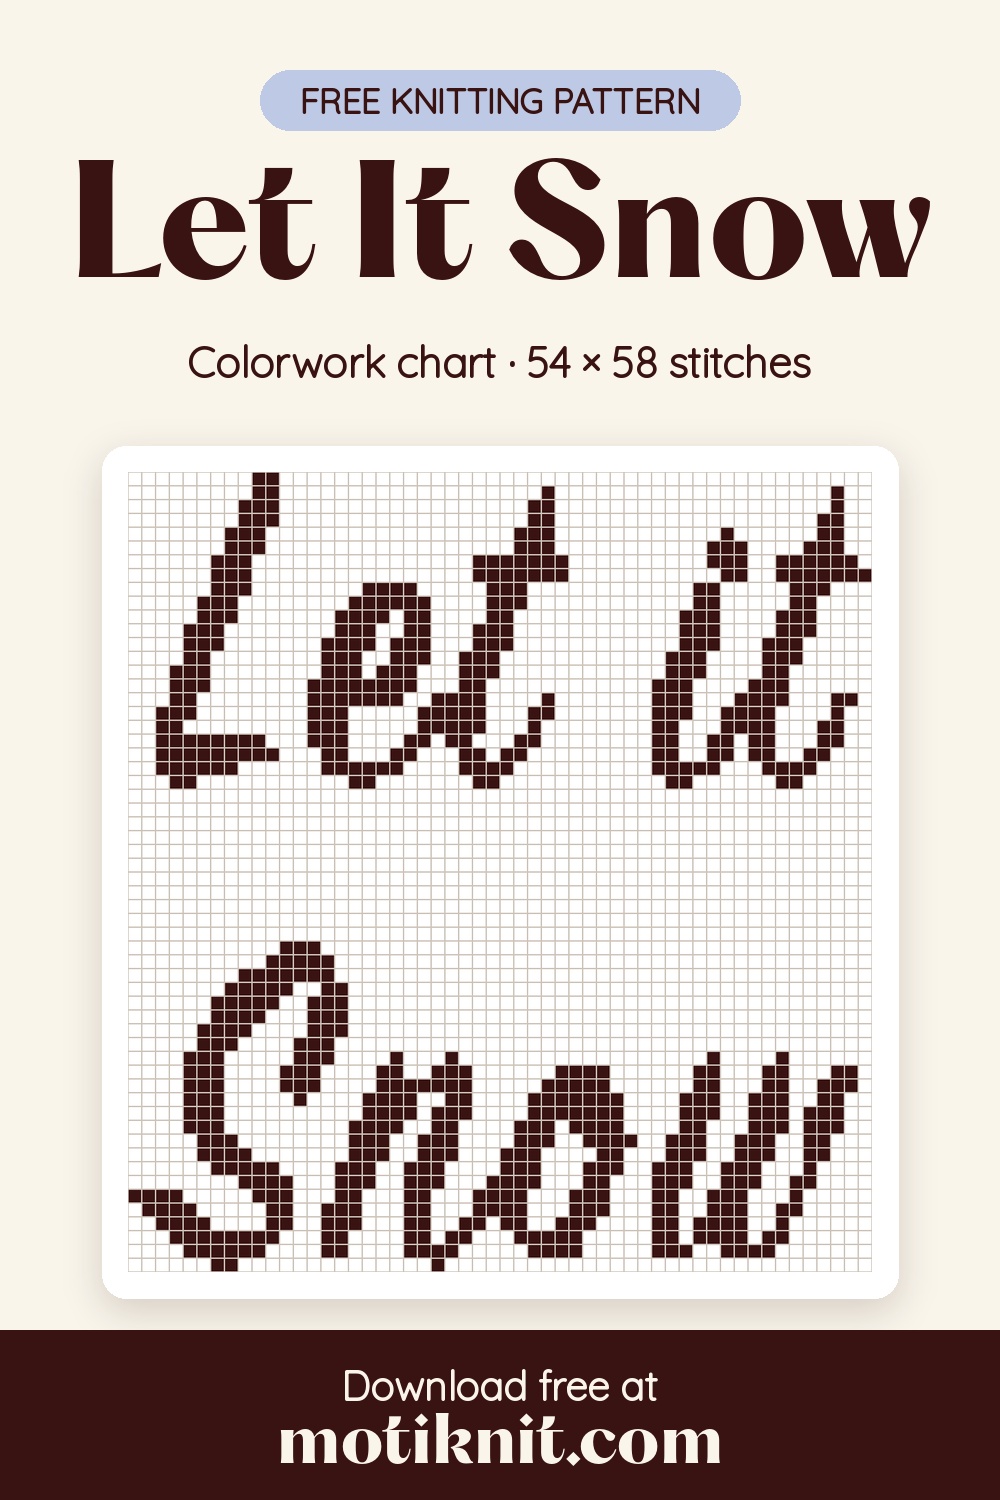 FREE KNITTING PATTERN
Let It Snow
Colorwork chart · 54 × 58 stitches
Let it
Snow
Download free at
motiknit.com